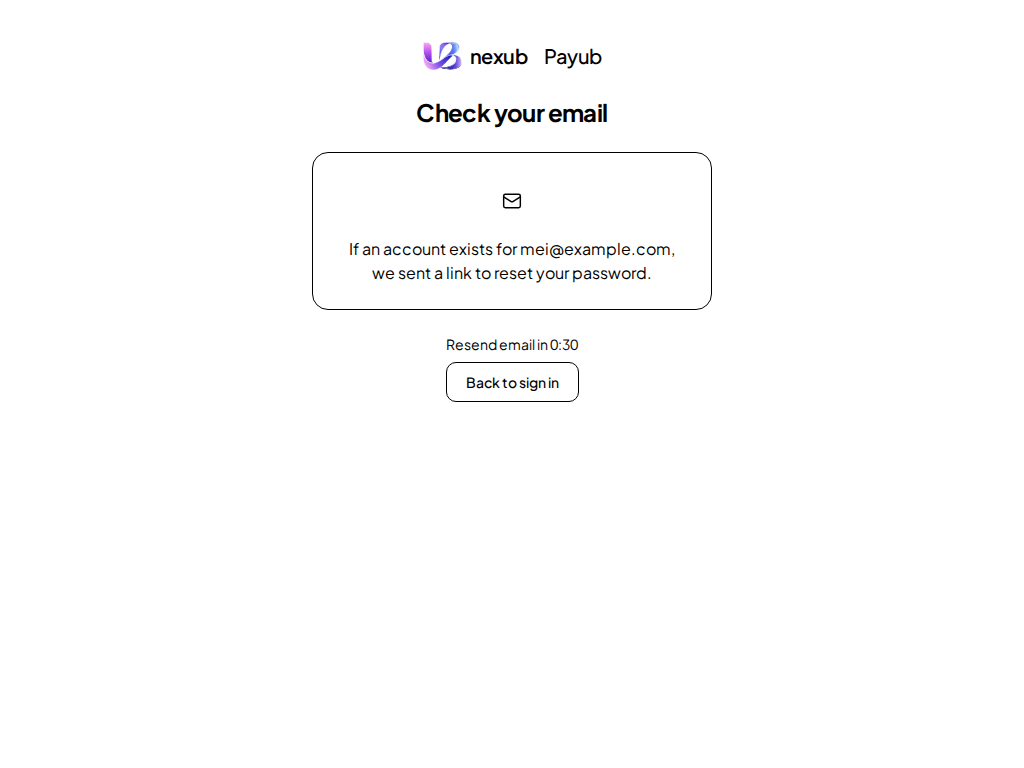 nexub Payub
Check your email
If an account exists for mei@example.com,
we sent a link to reset your password.
Resend email in 0:30
Back to sign in